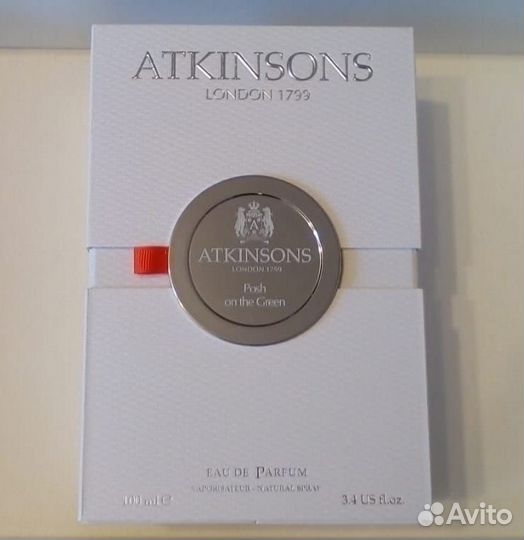 ATKINSONS
LONDON 1799
ATKINSONS
LONDON 1799
Posh
on the Green
EAU DE PARFUM
VAPORISATEUR - NATURAL SPRAY
100 ml ℮ 3.4 US fl.oz.
Avito